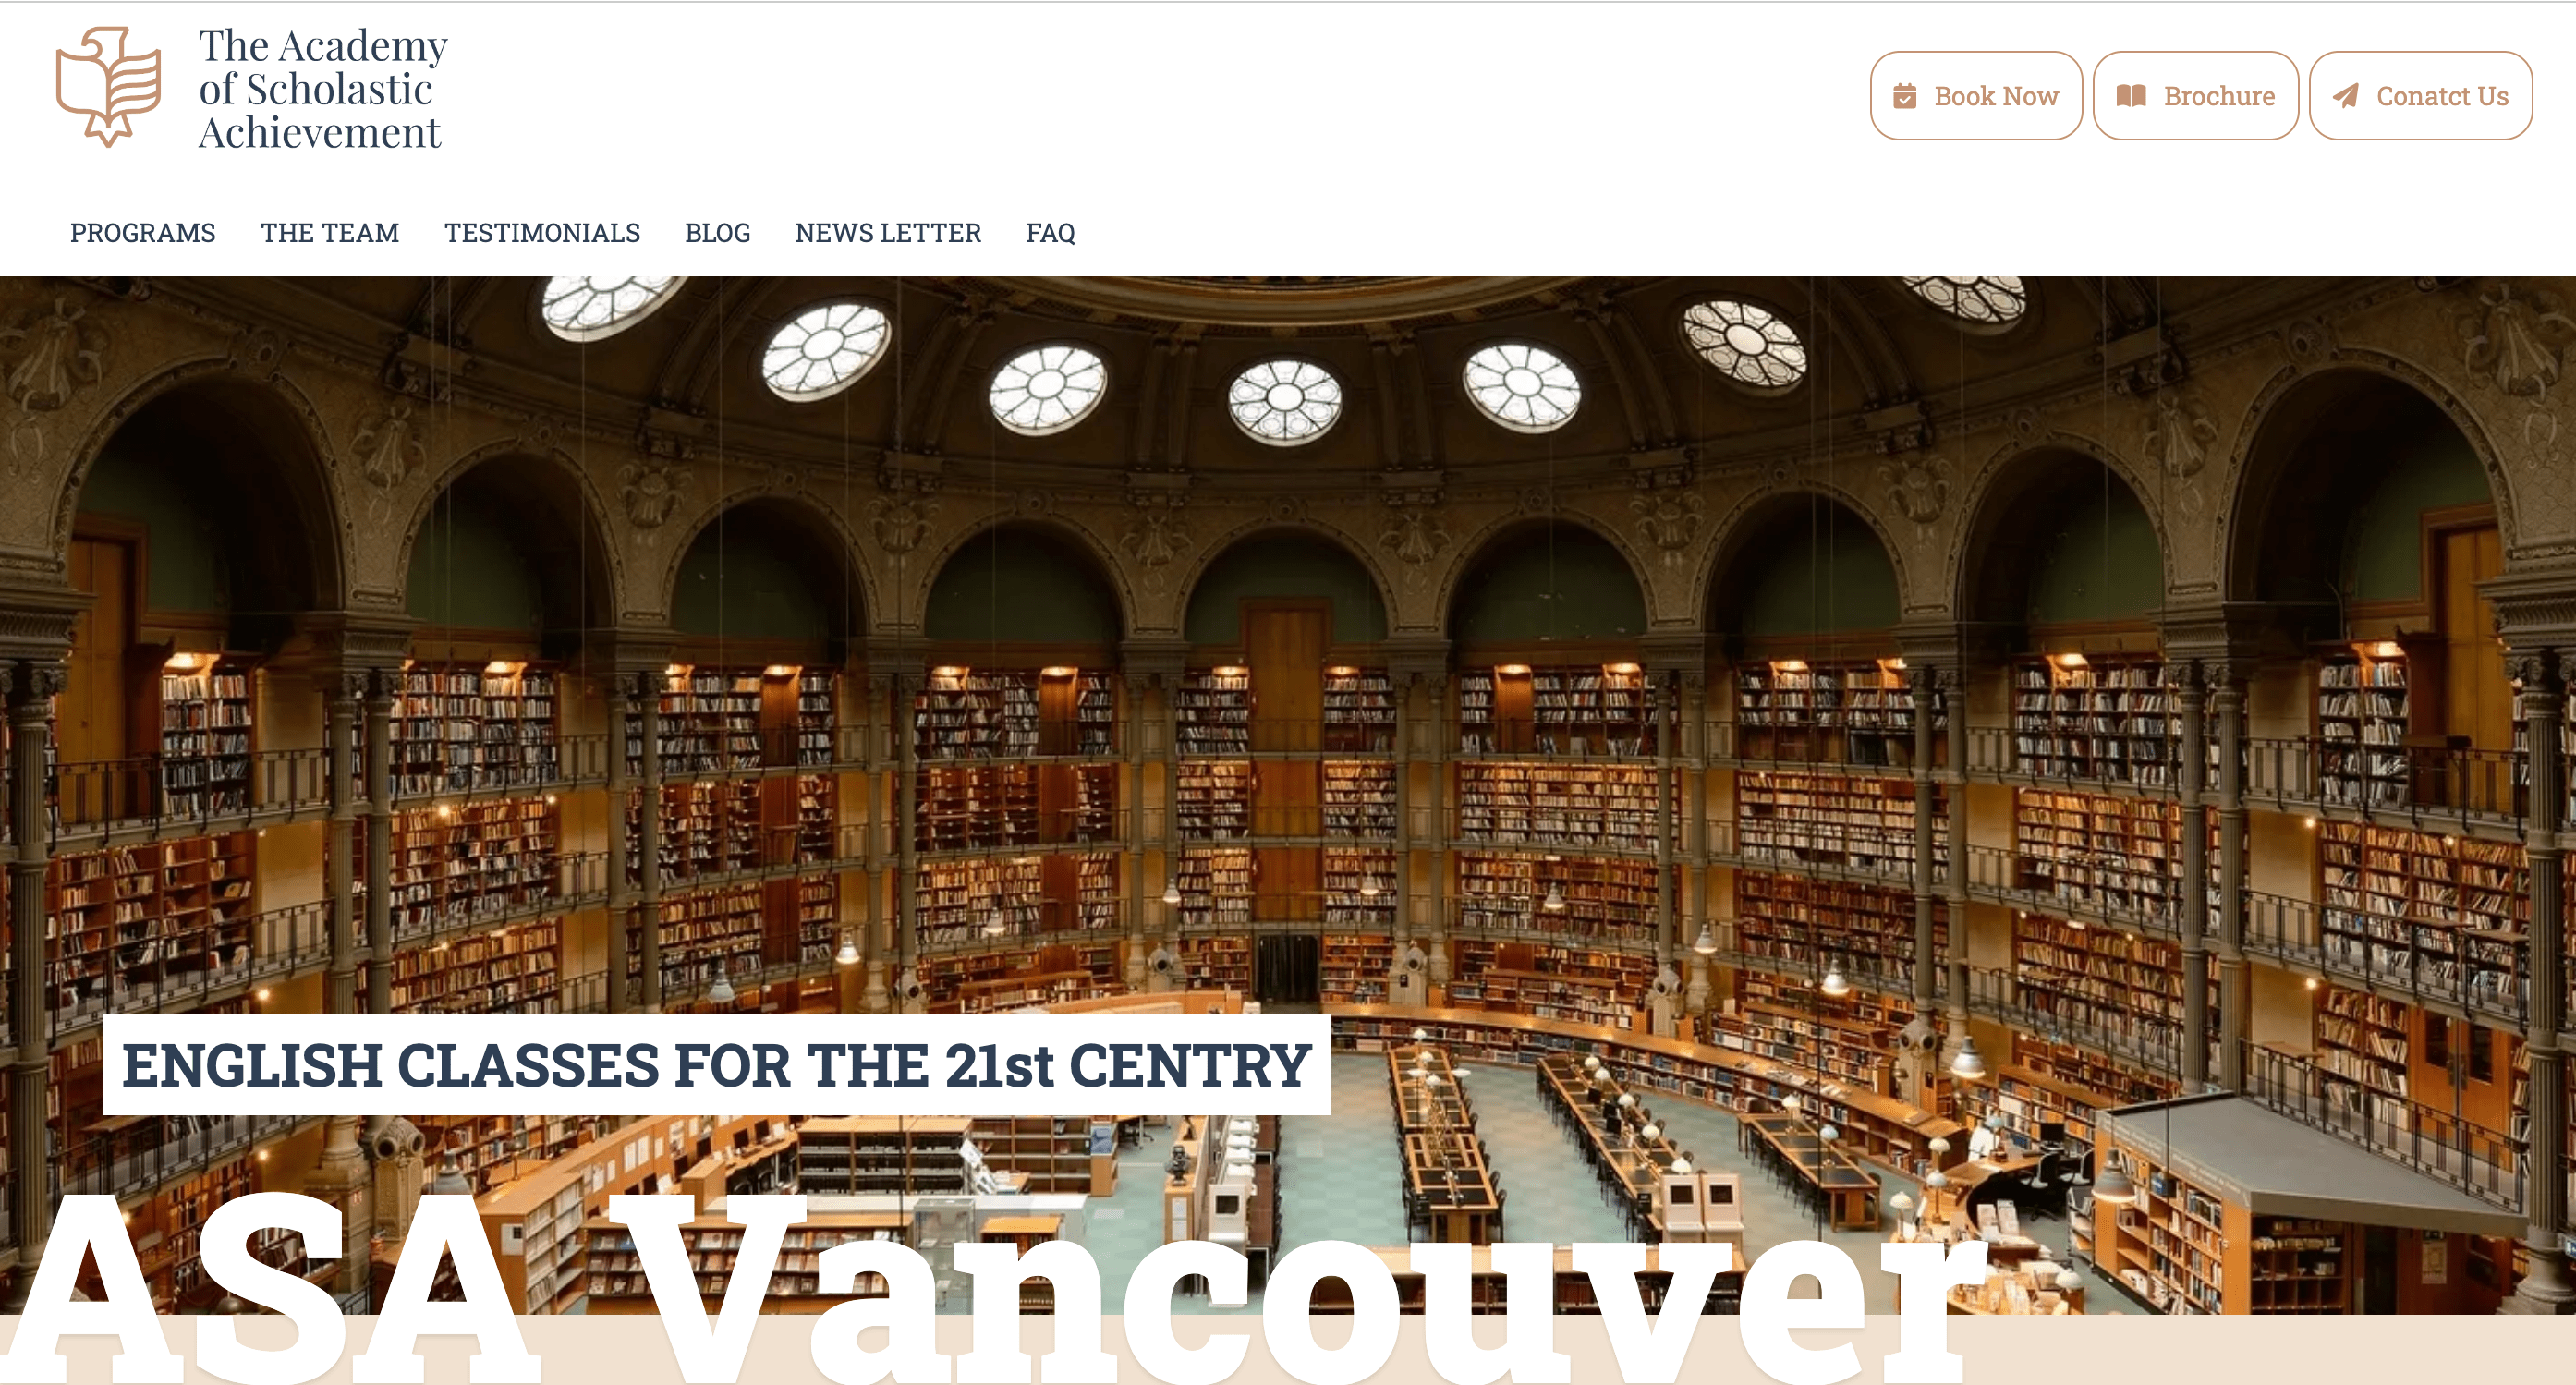 The Academy
of Scholastic
Achievement
Book Now
Brochure
Conatct Us
PROGRAMS
THE TEAM
TESTIMONIALS
BLOG
NEWS LETTER
FAQ
ENGLISH CLASSES FOR THE 21st CENTRY
ASA Vancouver